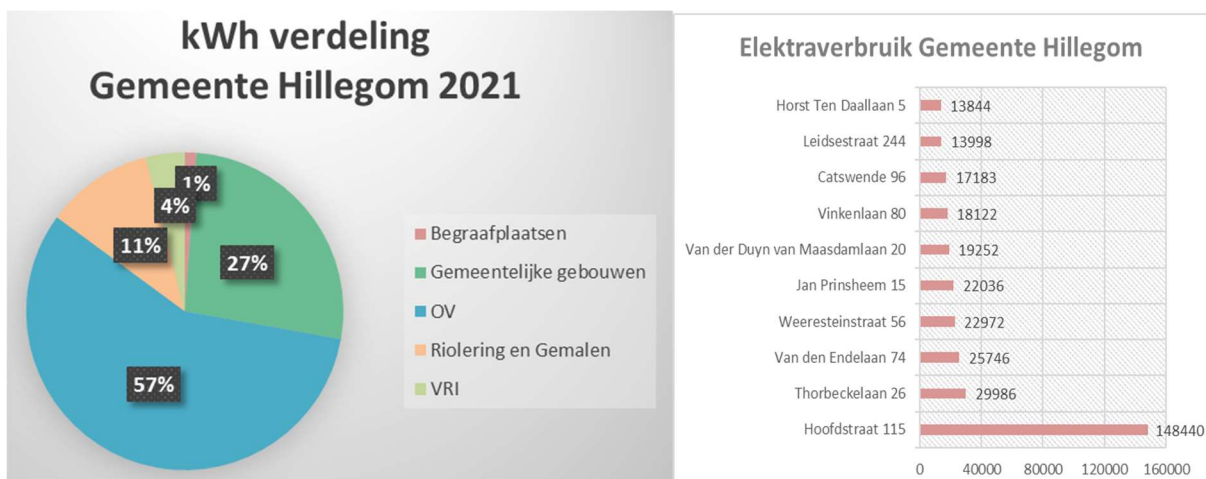 kWh verdeling
Gemeente Hillegom 2021
1%
4%
11%
27%
57%
Begraafplaatsen
Gemeentelijke gebouwen
OV
Riolering en Gemalen
VRI
Elektraverbruik Gemeente Hillegom
Horst Ten Daallaan 5 13844
Leidsestraat 244 13998
Catswende 96 17183
Vinkenlaan 80 18122
Van der Duyn van Maasdamlaan 20 19252
Jan Prinsheem 15 22036
Weeresteinstraat 56 22972
Van den Endelaan 74 25746
Thorbeckelaan 26 29986
Hoofdstraat 115 148440
0 40000 80000 120000 160000